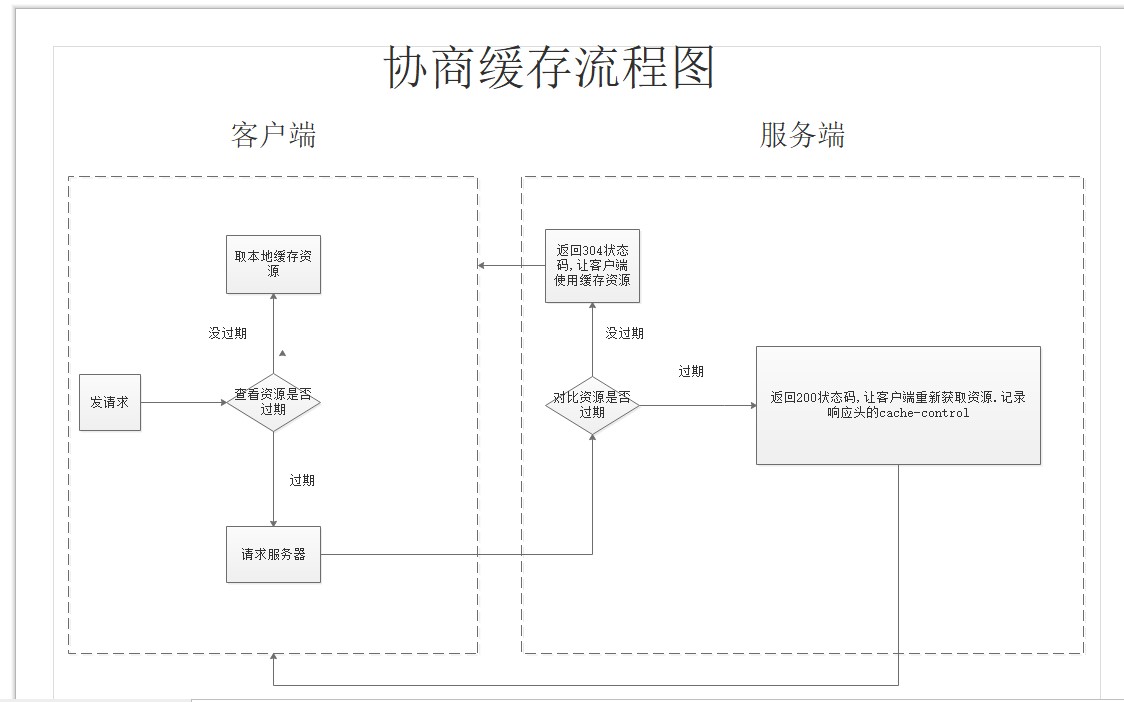 协商缓存流程图
客户端
服务端
取本地缓存资
源
没过期
发请求
查看资源是否
过期
过期
请求服务器
返回304状态
码,让客户端
使用缓存资源
没过期
对比资源是否
过期
过期
返回200状态码,让客户端重新获取资源.记录
响应头的cache-control